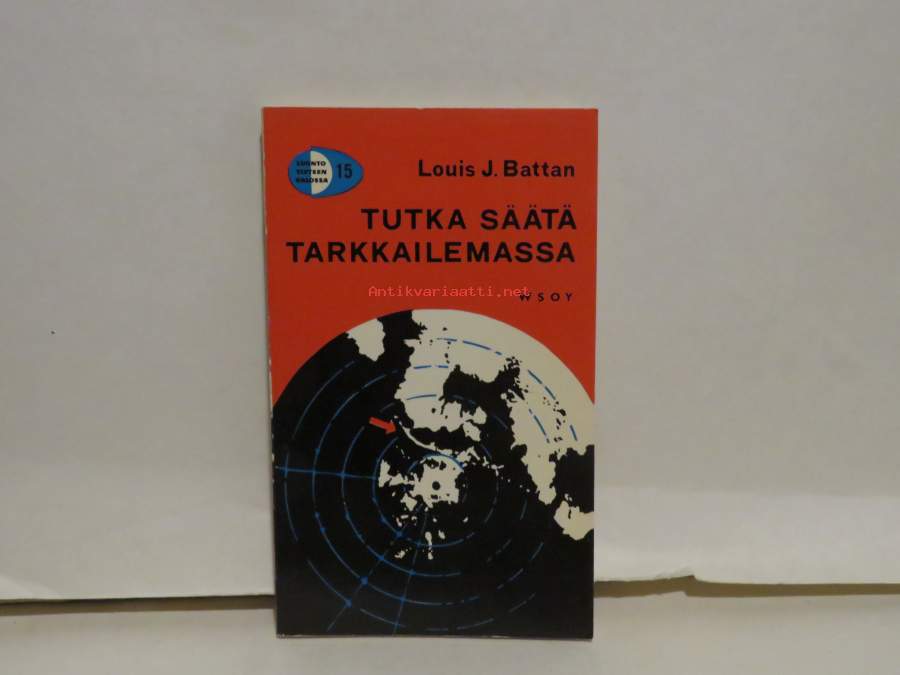 LUONTO
TIETEEN
VALOSSA
15
Louis J. Battan
TUTKA SÄÄTÄ
TARKKAILEMASSA
Antikvariaatti.net
WSOY